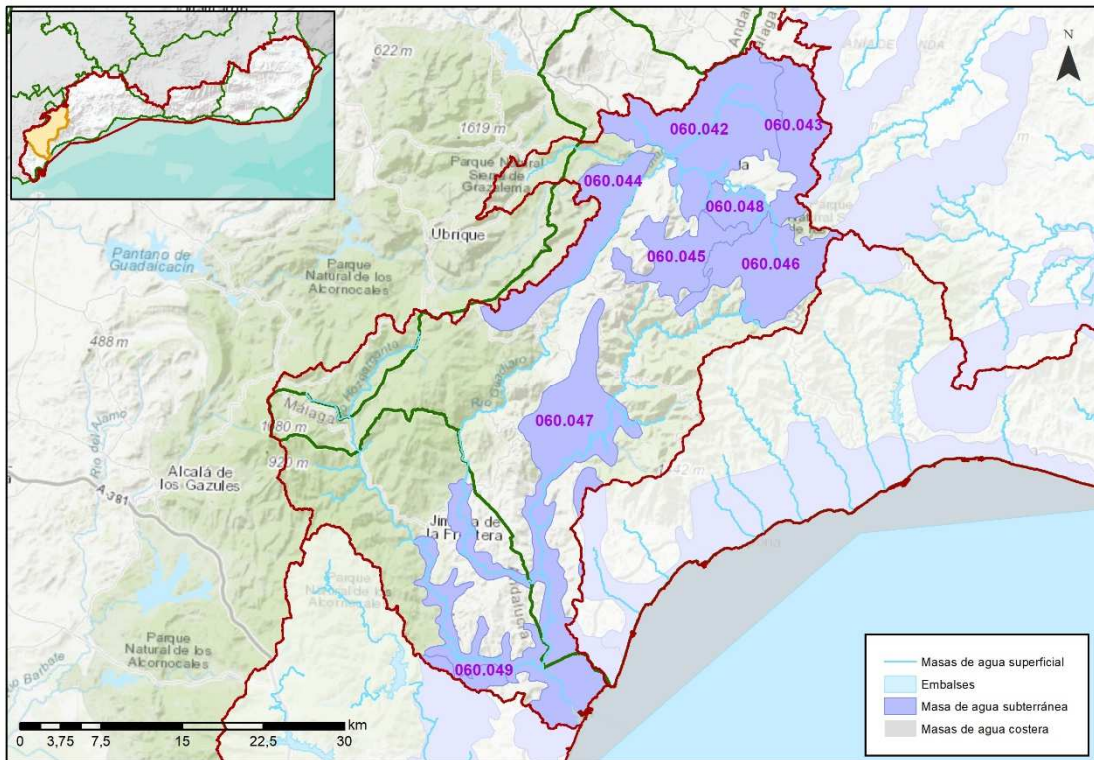 622 m
N
1619 m
Parque Natural
Sierra de
Grazalema
060.042
060.043
060.044
la
060.048
Ubrique
060.045
060.046
Pantano de
Guadalcacín
Parque
Natural de los
Alcornocales
488 m
Hozgarganta
Río Guadiaro
Málaga
060.047
1080 m
920 m
Río del Álamo
Alcalá de
los Gazules
A-381
Jimena de
la Frontera
Andalucía
Parque
Natural de los
Alcornocales
Parque
Natural de los
Alcornocales
060.049
Río Barbate
km
0 3,75 7,5 15 22,5 30
Masas de agua superficial
Embalses
Masa de agua subterránea
Masas de agua costera